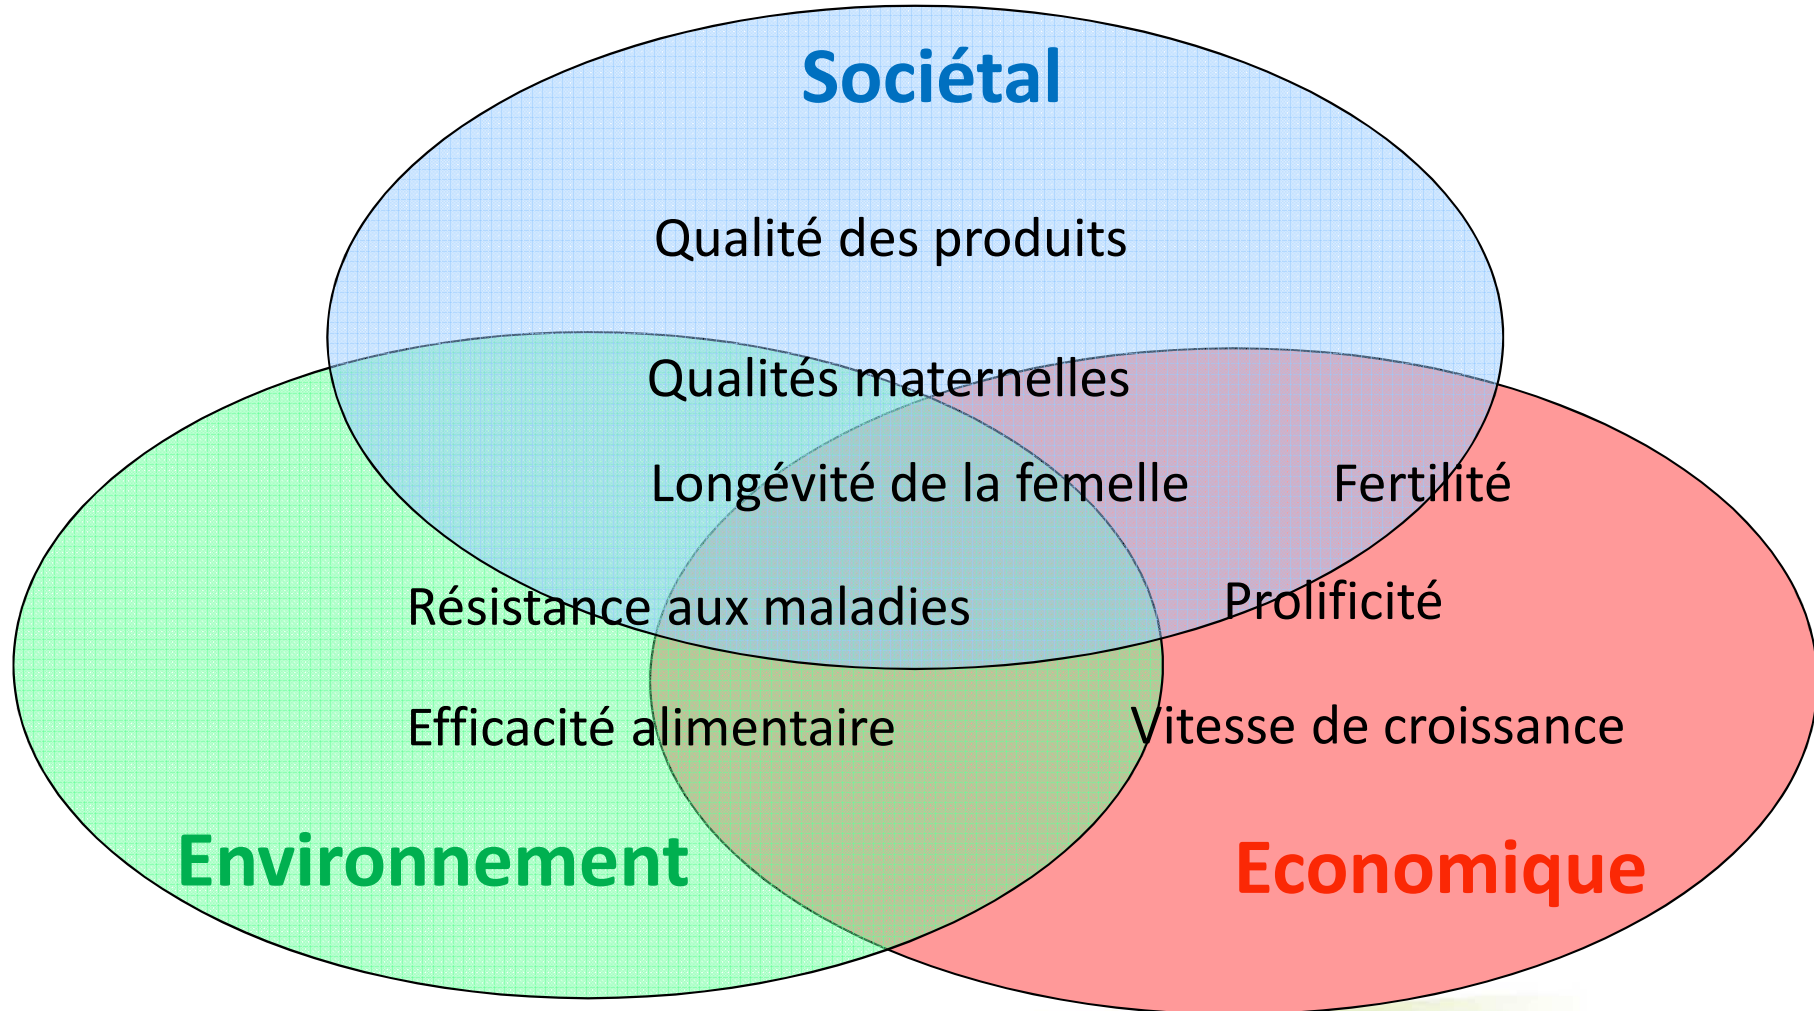 Sociétal
Qualité des produits
Qualités maternelles
Longévité de la femelle
Fertilité
Résistance aux maladies
Prolificité
Efficacité alimentaire
Vitesse de croissance
Environnement
Economique